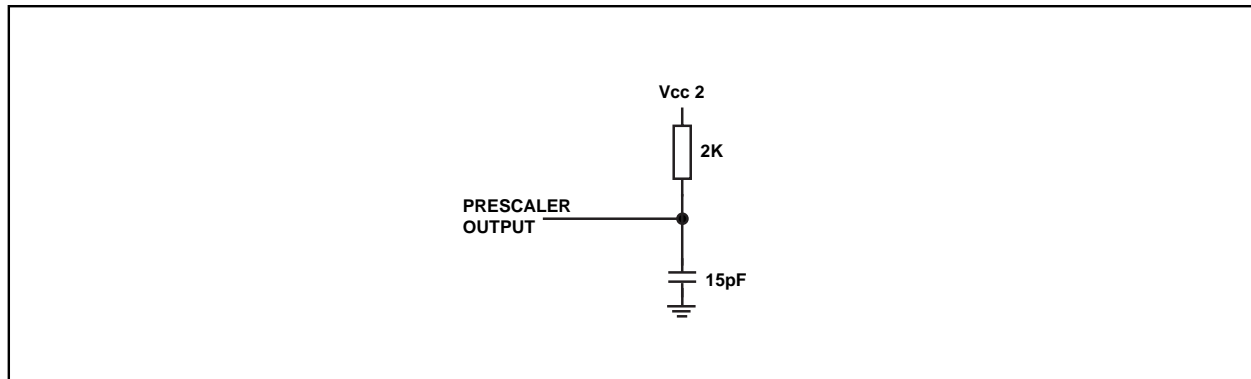 Vcc 2
2K
PRESCALER
OUTPUT
15pF